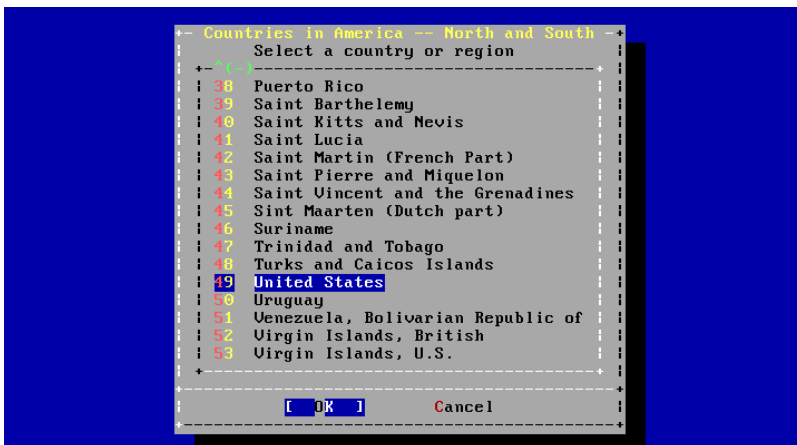 Countries in America -- North and South
Select a country or region
^(-)
38 Puerto Rico
39 Saint Barthelemy
40 Saint Kitts and Nevis
41 Saint Lucia
42 Saint Martin (French Part)
43 Saint Pierre and Miquelon
44 Saint Vincent and the Grenadines
45 Sint Maarten (Dutch part)
46 Suriname
47 Trinidad and Tobago
48 Turks and Caicos Islands
49 United States
50 Uruguay
51 Venezuela, Bolivarian Republic of
52 Virgin Islands, British
53 Virgin Islands, U.S.
[ OK ] Cancel